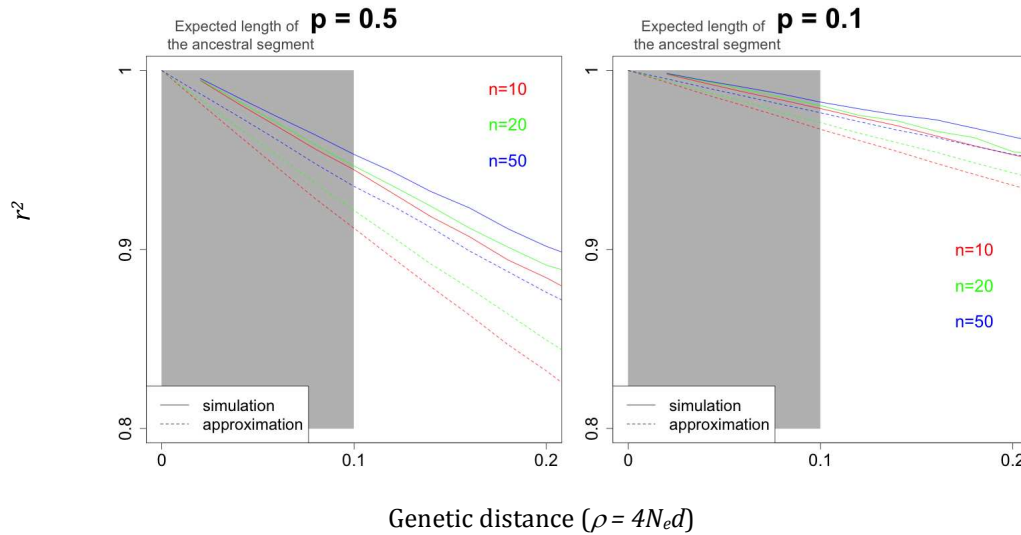 Expected length of
the ancestral segment
p = 0.5
n=10
n=20
n=50
simulation
approximation
1
0.9
0.8
0
0.1
0.2
Expected length of
the ancestral segment
p = 0.1
n=10
n=20
n=50
simulation
approximation
1
0.9
0.8
0
0.1
0.2
r²
Genetic distance (ρ = 4Nₑd)